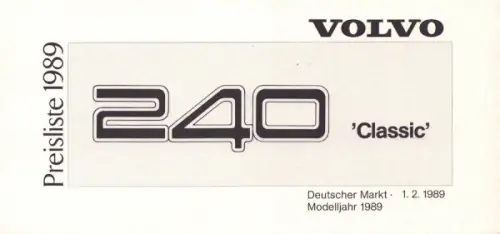 VOLVO
Preisliste 1989
240 'Classic'
Deutscher Markt · 1. 2. 1989
Modelljahr 1989